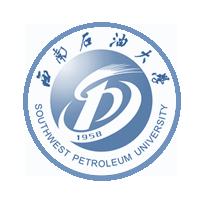 西南石油大学
1958
SOUTHWEST PETROLEUM UNIVERSITY